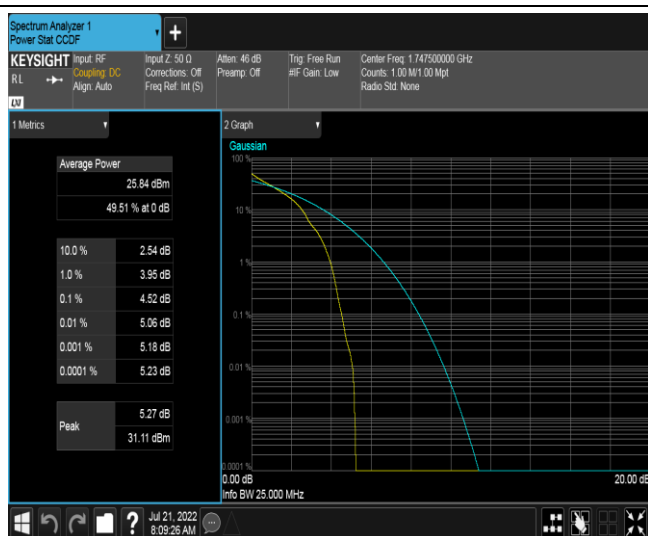 Spectrum Analyzer 1
Power Stat CCDF
KEYSIGHT
RL
LXI
Input: RF
Coupling: DC
Align: Auto
Input Z: 50 Ω
Corrections: Off
Freq Ref: Int (S)
Atten: 46 dB
Preamp: Off
Trig: Free Run
#IF Gain: Low
Center Freq: 1.747500000 GHz
Counts: 1.00 M/1.00 Mpt
Radio Std: None
1 Metrics
Average Power
25.84 dBm
49.51 % at 0 dB
10.0 % 2.54 dB
1.0 % 3.95 dB
0.1 % 4.52 dB
0.01 % 5.06 dB
0.001 % 5.18 dB
0.0001 % 5.23 dB
Peak
5.27 dB
31.11 dBm
2 Graph
Gaussian
100 %
10 %
1 %
0.1 %
0.01 %
0.001 %
0.0001 %
0.00 dB
20.00 dB
Info BW 25.000 MHz
?
Jul 21, 2022
8:09:26 AM